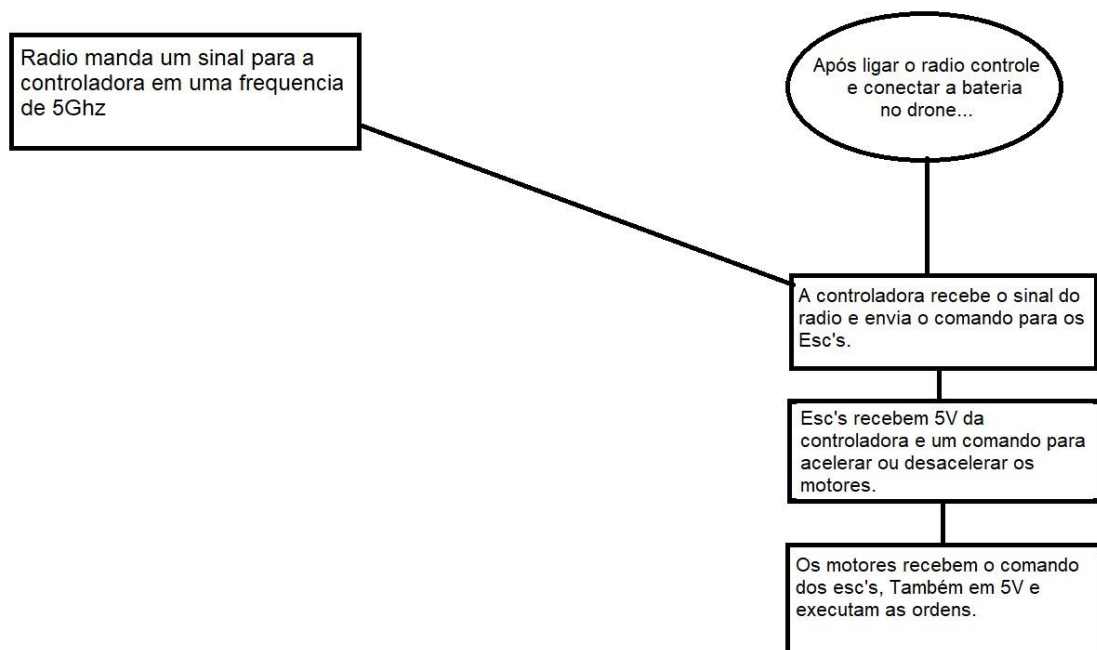 Radio manda um sinal para a
controladora em uma frequencia
de 5Ghz
Após ligar o radio controle
e conectar a bateria
no drone...
A controladora recebe o sinal do
radio e envia o comando para os
Esc's.
Esc's recebem 5V da
controladora e um comando para
acelerar ou desacelerar os
motores.
Os motores recebem o comando
dos esc's, Também em 5V e
executam as ordens.